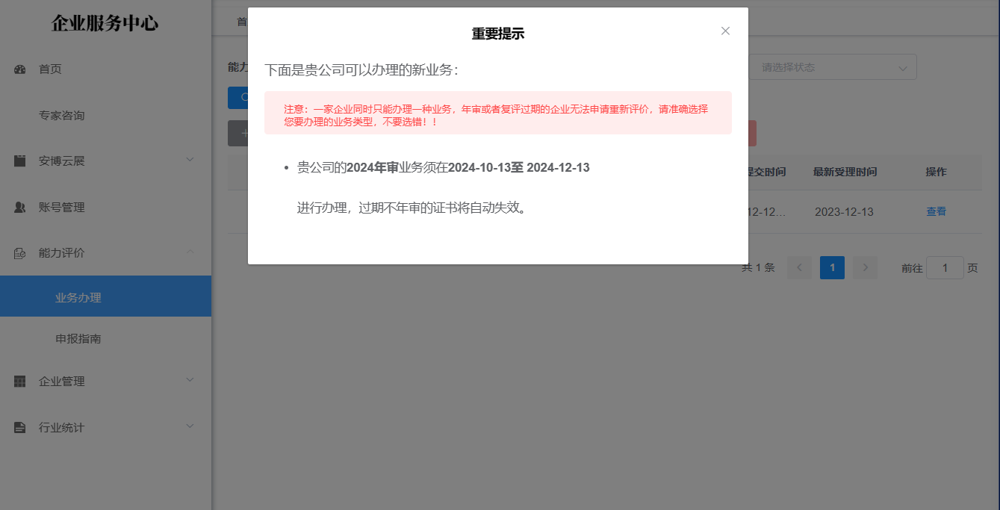 企业服务中心
首页
专家咨询
安博云展
账号管理
能力评价
业务办理
申报指南
企业管理
行业统计
首
重要提示
能力
下面是贵公司可以办理的新业务：
请选择状态
注意：一家企业同时只能办理一种业务，年审或者复评过期的企业无法申请重新评价，请准确选择
您要办理的业务类型，不要选错！！
贵公司的2024年审业务须在2024-10-13至 2024-12-13
进行办理，过期不年审的证书将自动失效。
提交时间 最新受理时间 操作
12-12... 2023-12-13 查看
共 1 条 1 前往 1 页